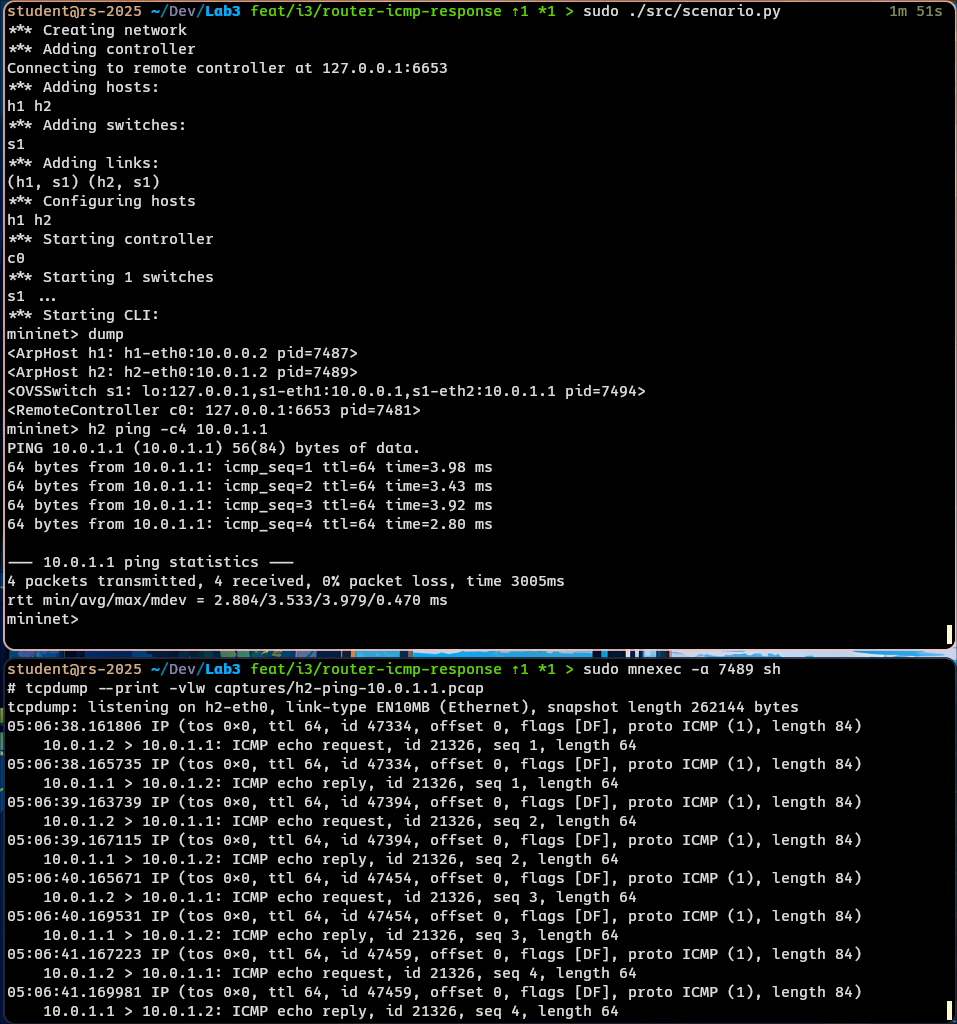 student@rs-2025 ~/Dev/Lab3 feat/i3/router-icmp-response ↑1 *1 > sudo ./src/scenario.py 1m 51s
*** Creating network
*** Adding controller
Connecting to remote controller at 127.0.0.1:6653
*** Adding hosts:
h1 h2
*** Adding switches:
s1
*** Adding links:
(h1, s1) (h2, s1)
*** Configuring hosts
h1 h2
*** Starting controller
c0
*** Starting 1 switches
s1 ...
*** Starting CLI:
mininet> dump
<ArpHost h1: h1-eth0:10.0.0.2 pid=7487>
<ArpHost h2: h2-eth0:10.0.1.2 pid=7489>
<OVSSwitch s1: lo:127.0.0.1,s1-eth1:10.0.0.1,s1-eth2:10.0.1.1 pid=7494>
<RemoteController c0: 127.0.0.1:6653 pid=7481>
mininet> h2 ping -c4 10.0.1.1
PING 10.0.1.1 (10.0.1.1) 56(84) bytes of data.
64 bytes from 10.0.1.1: icmp_seq=1 ttl=64 time=3.98 ms
64 bytes from 10.0.1.1: icmp_seq=2 ttl=64 time=3.43 ms
64 bytes from 10.0.1.1: icmp_seq=3 ttl=64 time=3.92 ms
64 bytes from 10.0.1.1: icmp_seq=4 ttl=64 time=2.80 ms
--- 10.0.1.1 ping statistics ---
4 packets transmitted, 4 received, 0% packet loss, time 3005ms
rtt min/avg/max/mdev = 2.804/3.533/3.979/0.470 ms
mininet>
student@rs-2025 ~/Dev/Lab3 feat/i3/router-icmp-response ↑1 *1 > sudo mnexec -a 7489 sh
# tcpdump --print -vlw captures/h2-ping-10.0.1.1.pcap
tcpdump: listening on h2-eth0, link-type EN10MB (Ethernet), snapshot length 262144 bytes
05:06:38.161806 IP (tos 0x0, ttl 64, id 47334, offset 0, flags [DF], proto ICMP (1), length 84)
10.0.1.2 > 10.0.1.1: ICMP echo request, id 21326, seq 1, length 64
05:06:38.165735 IP (tos 0x0, ttl 64, id 47334, offset 0, flags [DF], proto ICMP (1), length 84)
10.0.1.1 > 10.0.1.2: ICMP echo reply, id 21326, seq 1, length 64
05:06:39.163739 IP (tos 0x0, ttl 64, id 47394, offset 0, flags [DF], proto ICMP (1), length 84)
10.0.1.2 > 10.0.1.1: ICMP echo request, id 21326, seq 2, length 64
05:06:39.167115 IP (tos 0x0, ttl 64, id 47394, offset 0, flags [DF], proto ICMP (1), length 84)
10.0.1.1 > 10.0.1.2: ICMP echo reply, id 21326, seq 2, length 64
05:06:40.165671 IP (tos 0x0, ttl 64, id 47454, offset 0, flags [DF], proto ICMP (1), length 84)
10.0.1.2 > 10.0.1.1: ICMP echo request, id 21326, seq 3, length 64
05:06:40.169531 IP (tos 0x0, ttl 64, id 47454, offset 0, flags [DF], proto ICMP (1), length 84)
10.0.1.1 > 10.0.1.2: ICMP echo reply, id 21326, seq 3, length 64
05:06:41.167223 IP (tos 0x0, ttl 64, id 47459, offset 0, flags [DF], proto ICMP (1), length 84)
10.0.1.2 > 10.0.1.1: ICMP echo request, id 21326, seq 4, length 64
05:06:41.169981 IP (tos 0x0, ttl 64, id 47459, offset 0, flags [DF], proto ICMP (1), length 84)
10.0.1.1 > 10.0.1.2: ICMP echo reply, id 21326, seq 4, length 64